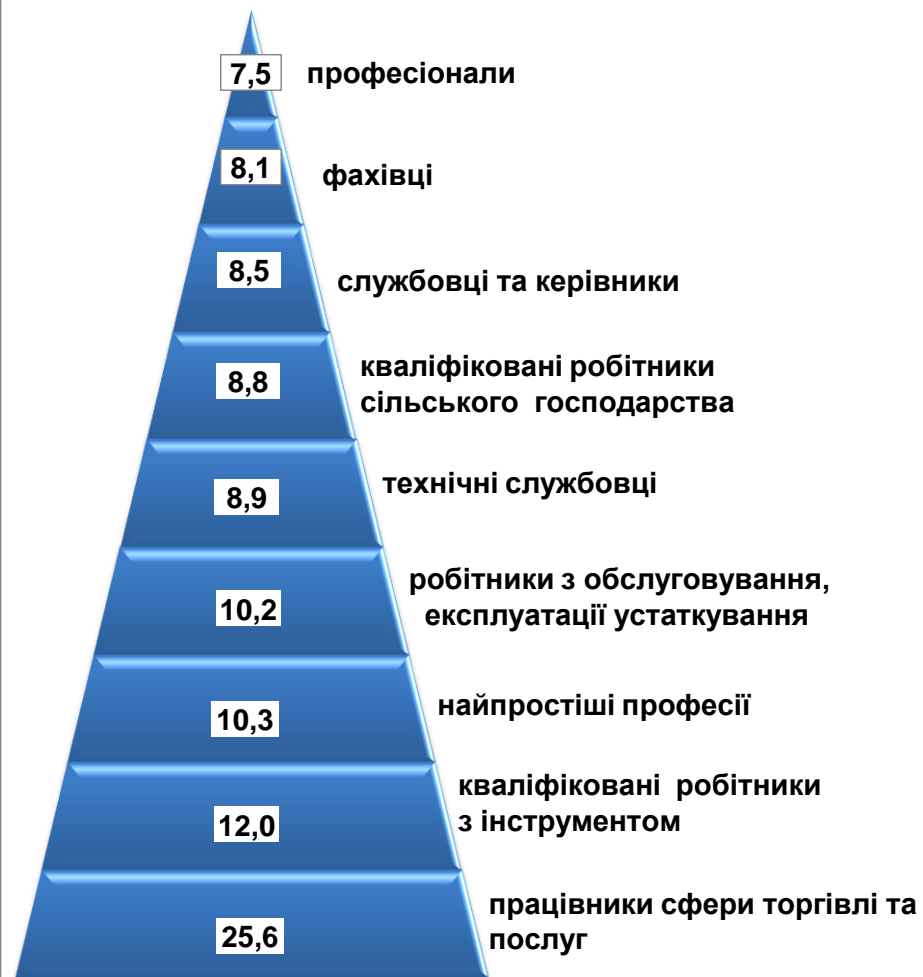 7,5 професіонали
8,1 фахівці
8,5 службовці та керівники
8,8 кваліфіковані робітники
сільського господарства
8,9 технічні службовці
10,2 робітники з обслуговування,
експлуатації устаткування
10,3 найпростіші професії
12,0 кваліфіковані робітники
з інструментом
25,6 працівники сфери торгівлі та
послуг